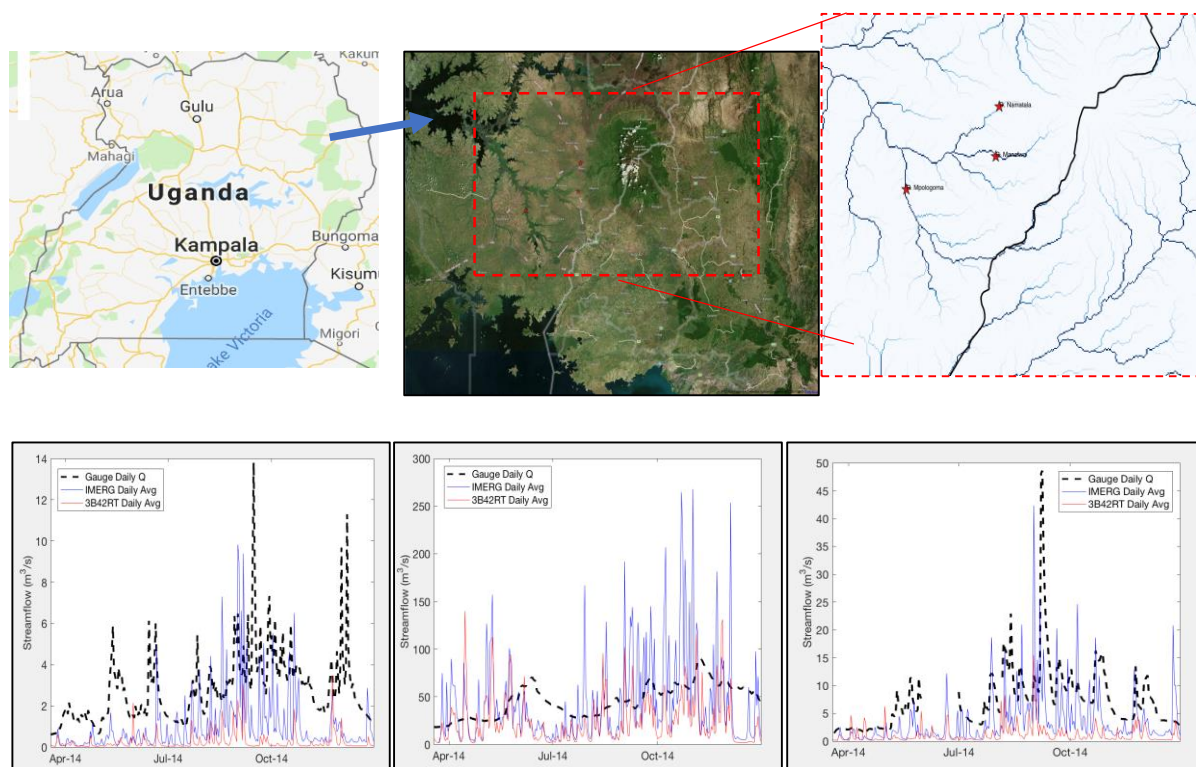 Kakum
Arua
Gulu
Mahagi
Uganda
Kampala
Bungoma
Entebbe
Kisumu
Migori
Lake Victoria
Namatala
Manafwa
Mpologoma
14
12
10
8
6
4
2
0
Streamflow (m³/s)
Gauge Daily Q
IMERG Daily Avg
3B42RT Daily Avg
Apr-14
Jul-14
Oct-14
300
250
200
150
100
50
0
Streamflow (m³/s)
Gauge Daily Q
IMERG Daily Avg
3B42RT Daily Avg
Apr-14
Jul-14
Oct-14
50
45
40
35
30
25
20
15
10
5
0
Streamflow (m³/s)
Gauge Daily Q
IMERG Daily Avg
3B42RT Daily Avg
Apr-14
Jul-14
Oct-14